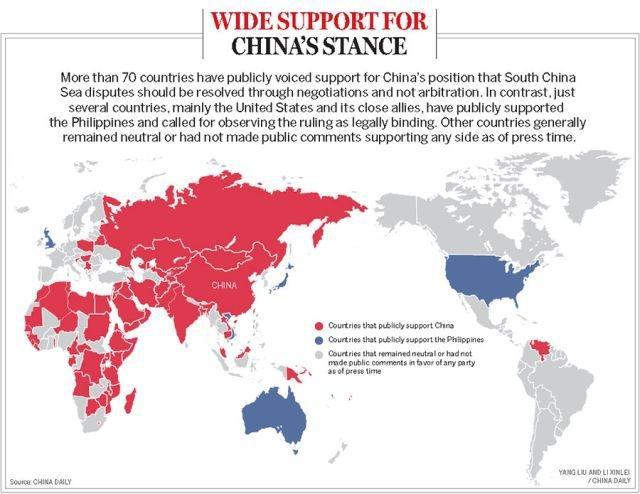 WIDE SUPPORT FOR
CHINA'S STANCE
More than 70 countries have publicly voiced support for China's position that South China
Sea disputes should be resolved through negotiations and not arbitration. In contrast, just
several countries, mainly the United States and its close allies, have publicly supported
the Philippines and called for observing the ruling as legally binding. Other countries generally
remained neutral or had not made public comments supporting any side as of press time.
CHINA
Countries that publicly support China
Countries that publicly support the Philippines
Countries that remained neutral or had not
made public comments in favor of any party
as of press time
Source: CHINA DAILY
YANG LIU AND LI XINLEI
/ CHINA DAILY